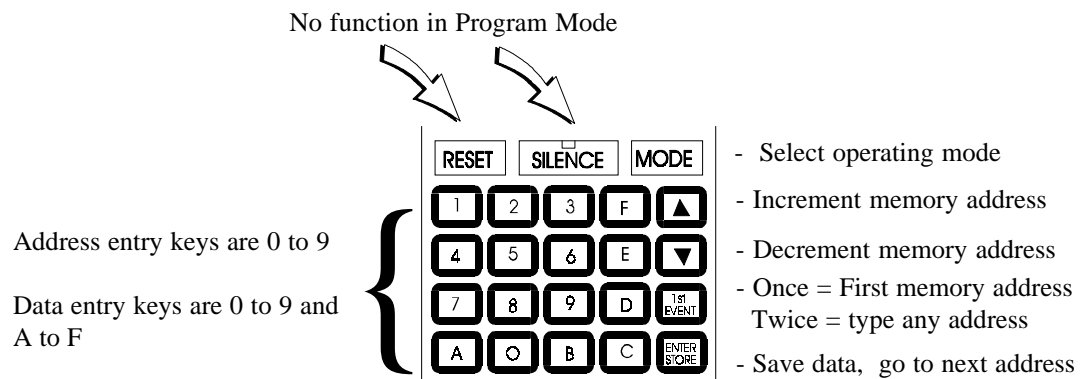 No function in Program Mode
RESET SILENCE MODE
- Select operating mode
1 2 3 F ▲
- Increment memory address
Address entry keys are 0 to 9
4 5 6 E ▼
- Decrement memory address
Data entry keys are 0 to 9 and
A to F
7 8 9 D 1st
EVENT
- Once = First memory address
Twice = type any address
A O B C ENTER
STORE
- Save data, go to next address